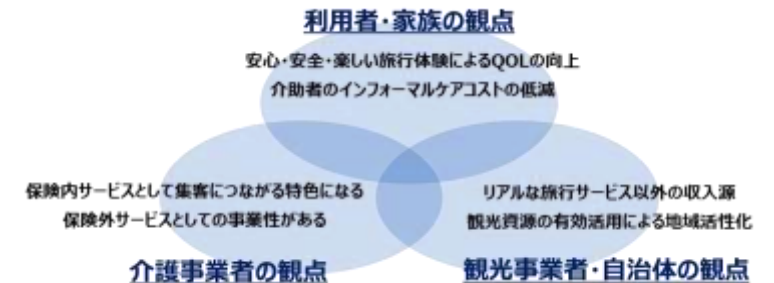 利用者・家族の観点
安心・安全・楽しい旅行体験によるQOLの向上
介助者のインフォーマルケアコストの低減
保険内サービスとして集客につながる特色になる
保険外サービスとしての事業性がある
介護事業者の観点
リアルな旅行サービス以外の収入源
観光資源の有効活用による地域活性化
観光事業者・自治体の観点